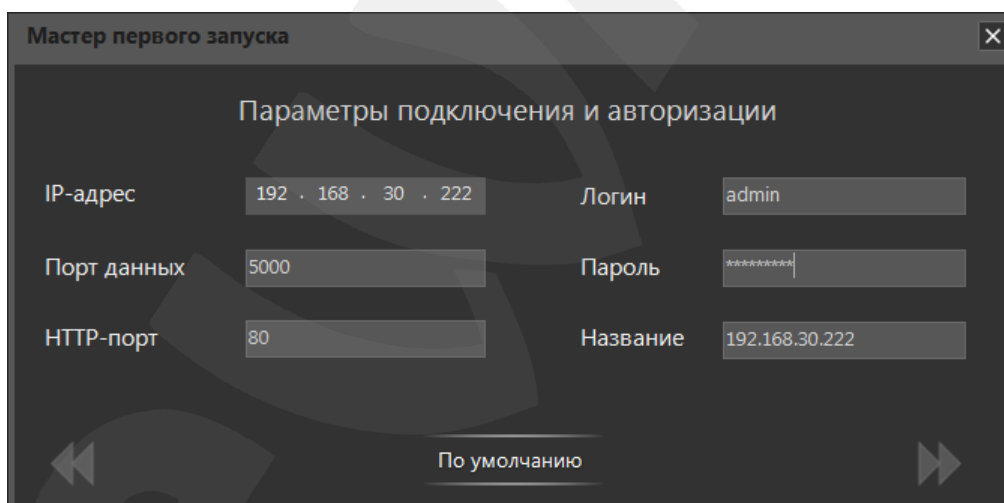 Мастер первого запуска
Параметры подключения и авторизации
IP-адрес 192 . 168 . 30 . 222 Логин admin
Порт данных 5000 Пароль *********
HTTP-порт 80 Название 192.168.30.222
По умолчанию